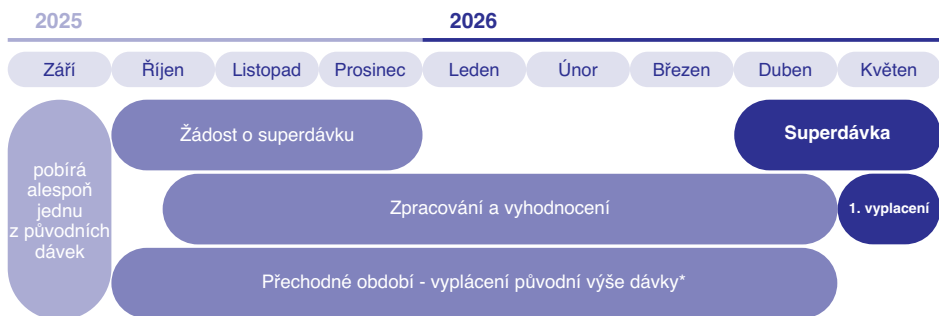 2025
2026
Září
Říjen
Listopad
Prosinec
Leden
Únor
Březen
Duben
Květen
pobírá
alespoň
jednu
z původních
dávek
Žádost o superdávku
Superdávka
Zpracování a vyhodnocení
1. vyplacení
Přechodné období - vyplácení původní výše dávky*